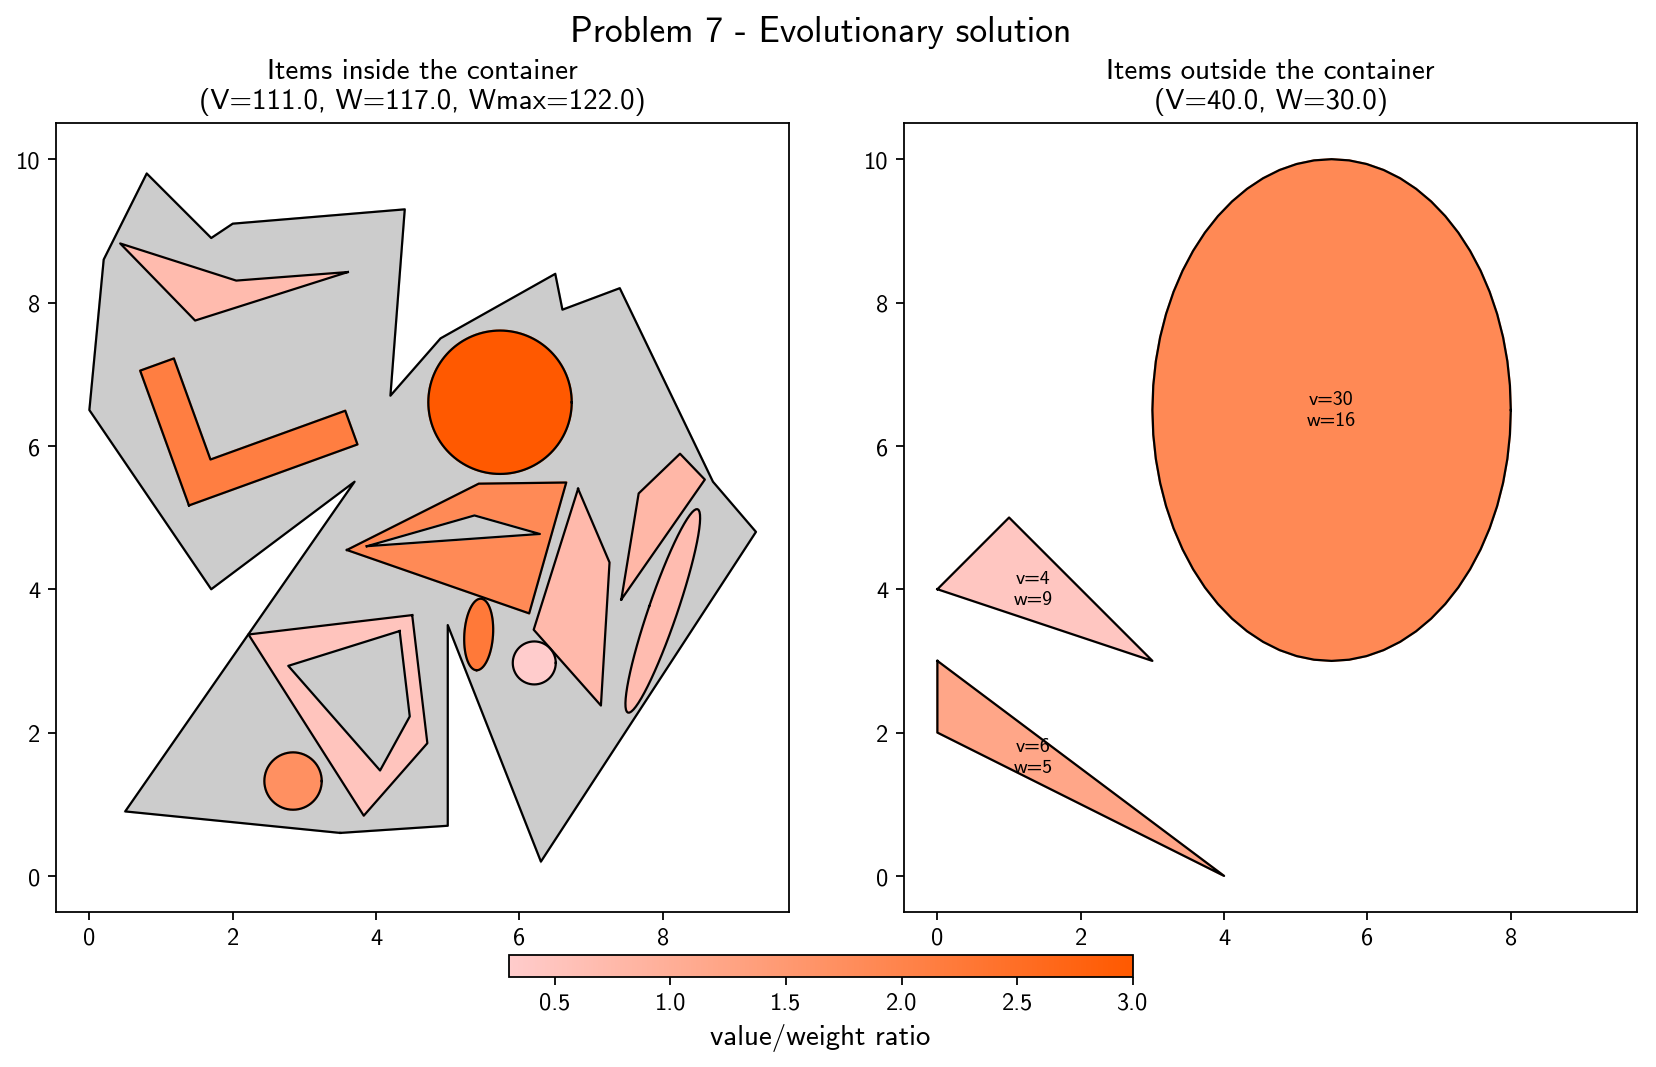 Problem 7 - Evolutionary solution
Items inside the container
(V=111.0, W=117.0, Wmax=122.0)
Items outside the container
(V=40.0, W=30.0)
10
8
6
4
2
0
0 2 4 6 8
10
8
6
4
2
0
v=30
w=16
v=4
w=9
v=6
w=5
0 2 4 6 8
0.5 1.0 1.5 2.0 2.5 3.0
value/weight ratio